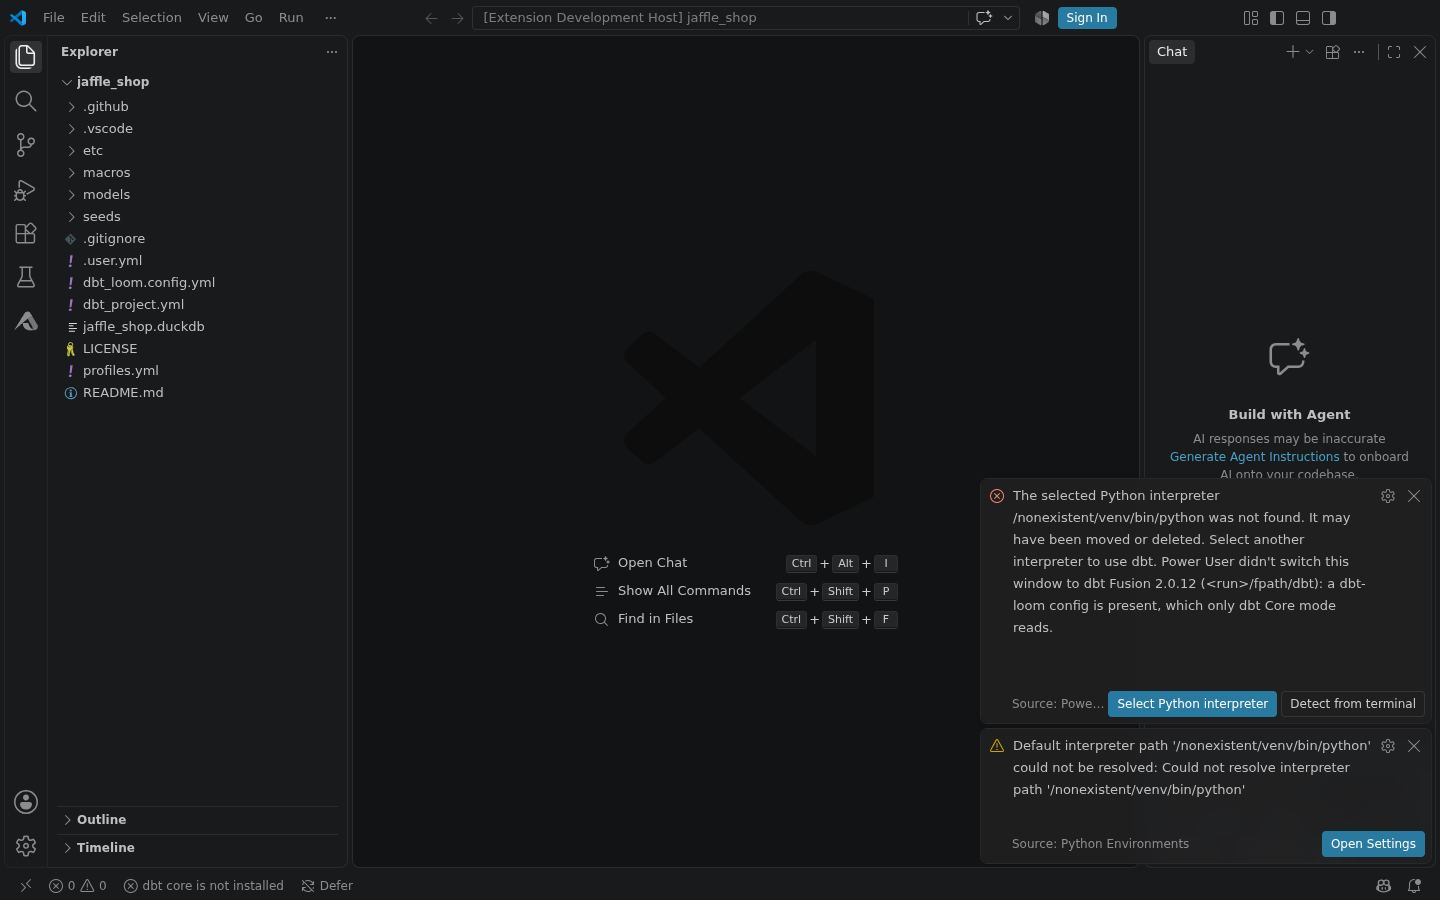 File Edit Selection View Go Run ···
[Extension Development Host] jaffle_shop
Sign In
Explorer
jaffle_shop
.github
.vscode
etc
macros
models
seeds
.gitignore
.user.yml
dbt_loom.config.yml
dbt_project.yml
jaffle_shop.duckdb
LICENSE
profiles.yml
README.md
Outline
Timeline
Open Chat Ctrl + Alt + I
Show All Commands Ctrl + Shift + P
Find in Files Ctrl + Shift + F
Chat
Build with Agent
AI responses may be inaccurate
Generate Agent Instructions to onboard
AI onto your codebase.
The selected Python interpreter
/nonexistent/venv/bin/python was not found. It may
have been moved or deleted. Select another
interpreter to use dbt. Power User didn't switch this
window to dbt Fusion 2.0.12 (<run>/fpath/dbt): a dbt-
loom config is present, which only dbt Core mode
reads.
Source: Powe... Select Python interpreter Detect from terminal
Default interpreter path '/nonexistent/venv/bin/python'
could not be resolved: Could not resolve interpreter
path '/nonexistent/venv/bin/python'
Source: Python Environments Open Settings
0 0 dbt core is not installed Defer